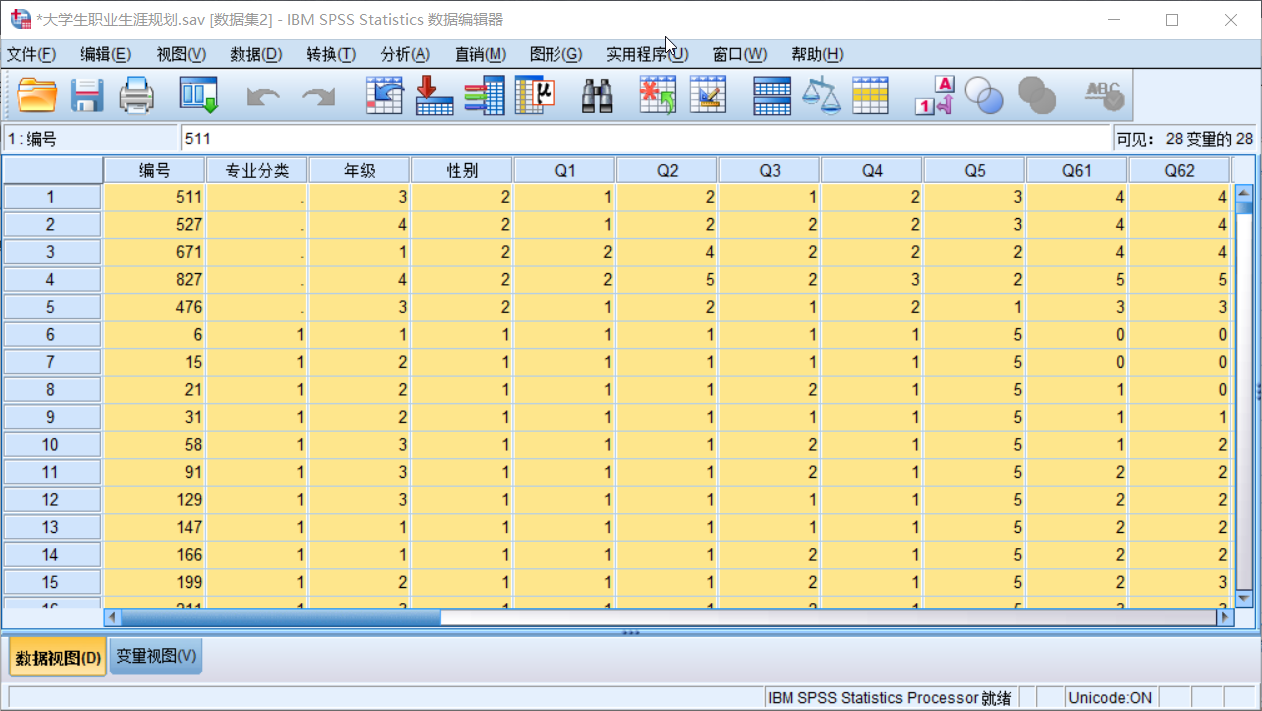 *大学生职业生涯规划.sav [数据集2] - IBM SPSS Statistics 数据编辑器
文件(F) 编辑(E) 视图(V) 数据(D) 转换(T) 分析(A) 直销(M) 图形(G) 实用程序(U) 窗口(W) 帮助(H)
μ A 1 ABC
1 : 编号 511 可见： 28 变量的 28
编号 专业分类 年级 性别 Q1 Q2 Q3 Q4 Q5 Q61 Q62
1 511 . 3 2 1 2 1 2 3 4 4
2 527 . 4 2 1 2 2 2 3 4 4
3 671 . 1 2 2 4 2 2 2 4 4
4 827 . 4 2 2 5 2 3 2 5 5
5 476 . 3 2 1 2 1 2 1 3 3
6 6 1 1 1 1 1 1 1 5 0 0
7 15 1 2 1 1 1 1 1 5 0 0
8 21 1 2 1 1 1 2 1 5 1 0
9 31 1 2 1 1 1 1 1 5 1 1
10 58 1 3 1 1 1 2 1 5 1 2
11 91 1 3 1 1 1 2 1 5 2 2
12 129 1 3 1 1 1 1 1 5 2 2
13 147 1 1 1 1 1 1 1 5 2 2
14 166 1 1 1 1 1 2 1 5 2 2
15 199 1 2 1 1 1 2 1 5 2 3
数据视图(D) 变量视图(V)
IBM SPSS Statistics Processor 就绪 Unicode:ON